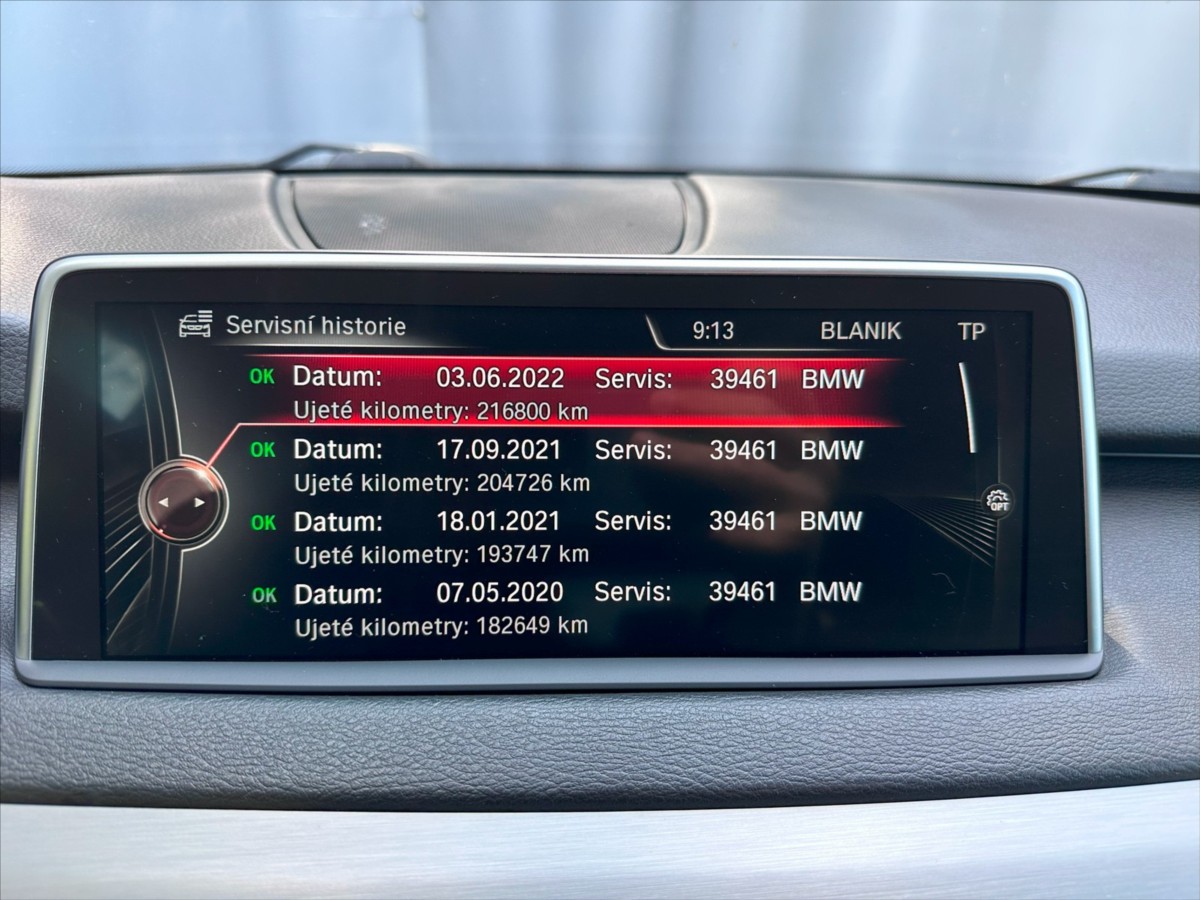 Servisní historie 9:13 BLANIK TP
OK Datum: 03.06.2022 Servis: 39461 BMW
Ujeté kilometry: 216800 km
OK Datum: 17.09.2021 Servis: 39461 BMW
Ujeté kilometry: 204726 km
OK Datum: 18.01.2021 Servis: 39461 BMW
Ujeté kilometry: 193747 km
OPT
OK Datum: 07.05.2020 Servis: 39461 BMW
Ujeté kilometry: 182649 km